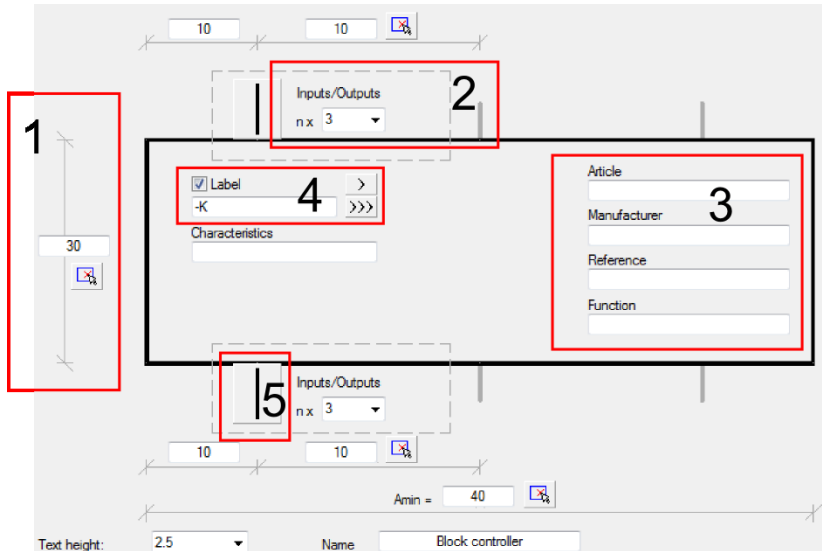 10 10
Inputs/Outputs
2
n x 3
1
Label >
4
-K >>>
Characteristics
Article
3
Manufacturer
Reference
Function
30
Inputs/Outputs
5
n x 3
10 10
Amin = 40
Text height: 2.5 Name Block controller